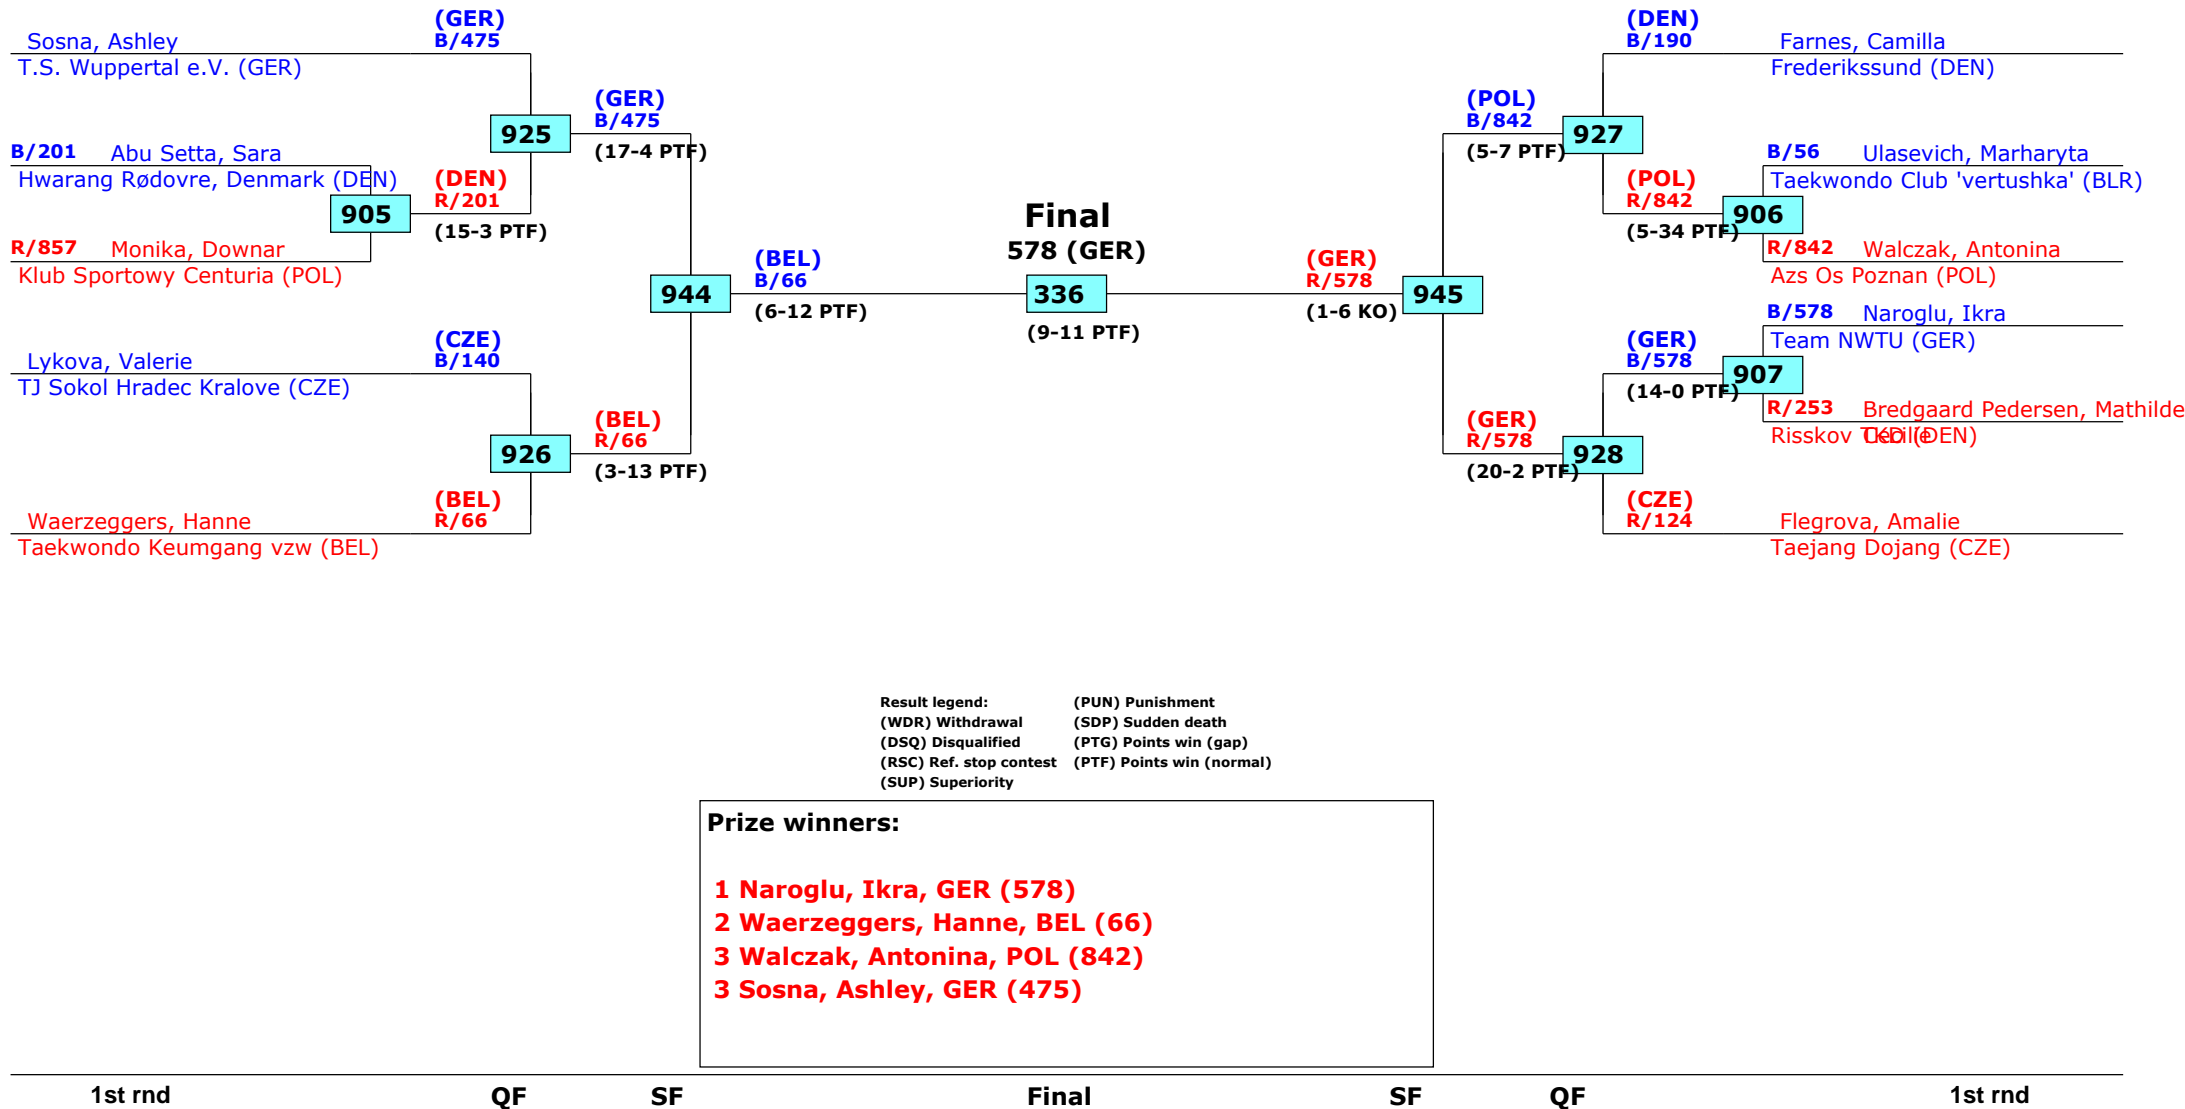 (GER)
B/475
Sosna, Ashley
T.S. Wuppertal e.V. (GER)
925
(GER)
B/475
(17-4 PTF)
B/201 Abu Setta, Sara
Hwarang Rødovre, Denmark (DEN)
905
(DEN)
R/201
(15-3 PTF)
R/857 Monika, Downar
Klub Sportowy Centuria (POL)
944
(BEL)
B/66
(6-12 PTF)
(CZE)
B/140
Lykova, Valerie
TJ Sokol Hradec Kralove (CZE)
926
(BEL)
R/66
(3-13 PTF)
(BEL)
R/66
Waerzeggers, Hanne
Taekwondo Keumgang vzw (BEL)
Final
578 (GER)
336
(9-11 PTF)
(GER)
R/578
(1-6 KO)
945
(POL)
B/842
(5-7 PTF)
927
(DEN)
B/190
Farnes, Camilla
Frederikssund (DEN)
(POL)
R/842
(5-34 PTF)
906
B/56 Ulasevich, Marharyta
Taekwondo Club 'vertushka' (BLR)
R/842 Walczak, Antonina
Azs Os Poznan (POL)
B/578 Naroglu, Ikra
Team NWTU (GER)
(GER)
B/578
(14-0 PTF)
907
R/253 Bredgaard Pedersen, Mathilde
Cecilie
Risskov TKD (DEN)
(GER)
R/578
(20-2 PTF)
928
(CZE)
R/124
Flegrova, Amalie
Taejang Dojang (CZE)
Result legend:
(WDR) Withdrawal
(DSQ) Disqualified
(RSC) Ref. stop contest
(SUP) Superiority
(PUN) Punishment
(SDP) Sudden death
(PTG) Points win (gap)
(PTF) Points win (normal)
Prize winners:
1 Naroglu, Ikra, GER (578)
2 Waerzeggers, Hanne, BEL (66)
3 Walczak, Antonina, POL (842)
3 Sosna, Ashley, GER (475)
1st rnd QF SF Final SF QF 1st rnd